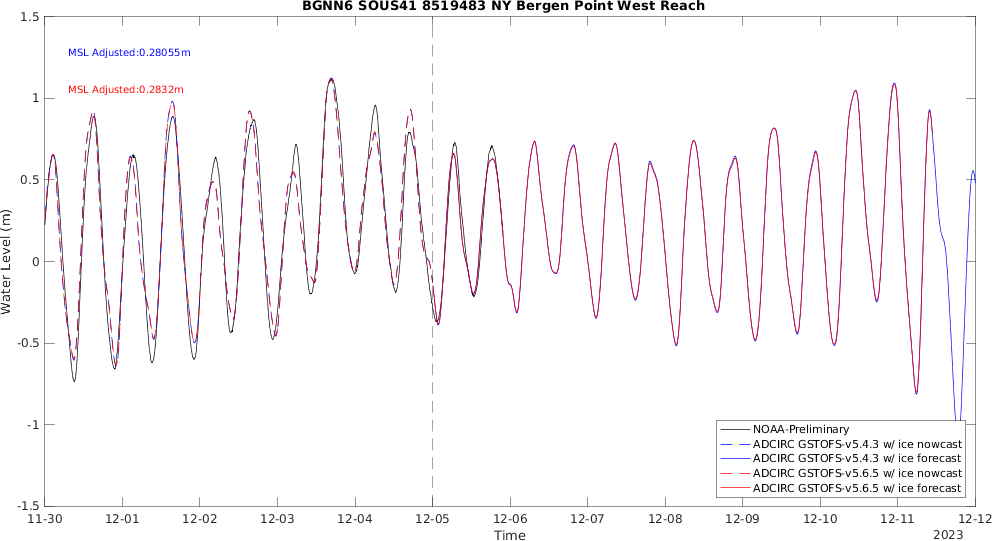 BGNN6 SOUS41 8519483 NY Bergen Point West Reach
1.5
MSL Adjusted:0.28055m
MSL Adjusted:0.2832m
1
0.5
0
-0.5
-1
-1.5
Water Level (m)
NOAA-Preliminary
ADCIRC GSTOFS-v5.4.3 w/ ice nowcast
ADCIRC GSTOFS-v5.4.3 w/ ice forecast
ADCIRC GSTOFS-v5.6.5 w/ ice nowcast
ADCIRC GSTOFS-v5.6.5 w/ ice forecast
11-30 12-01 12-02 12-03 12-04 12-05 12-06 12-07 12-08 12-09 12-10 12-11 12-12
Time
2023